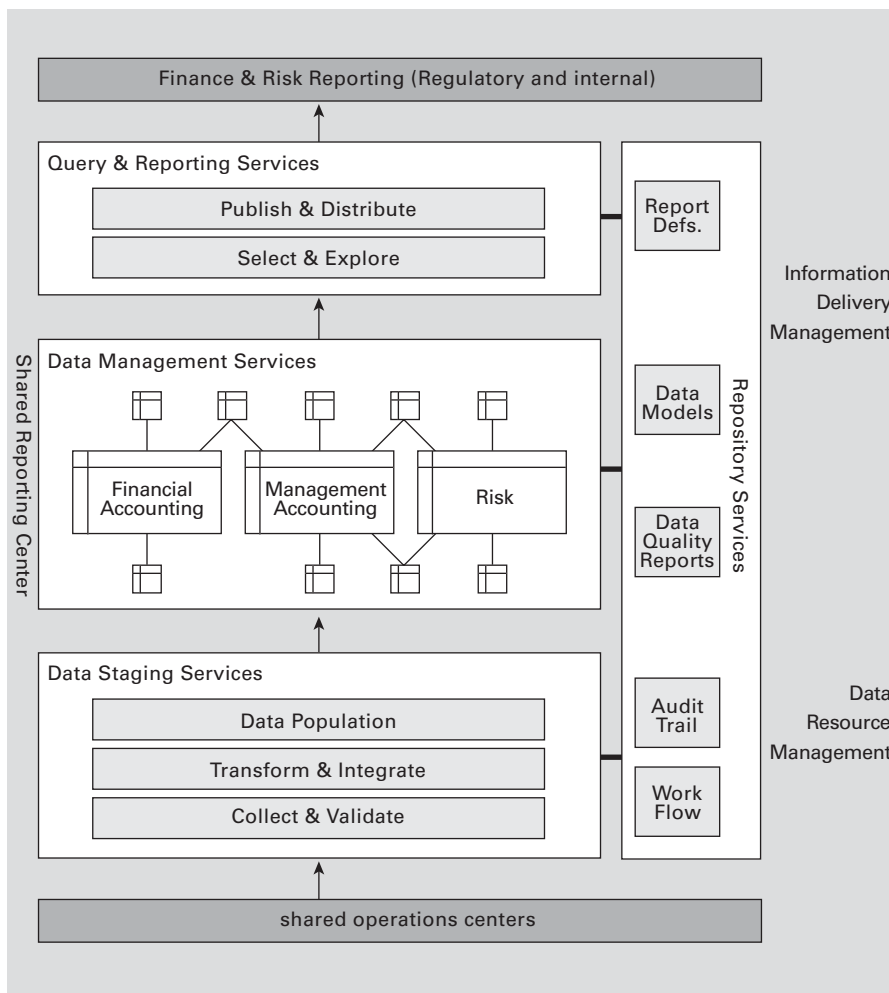 Finance & Risk Reporting (Regulatory and internal)
Query & Reporting Services
Publish & Distribute
Select & Explore
Report
Defs.
Information
Delivery
Management
Shared Reporting Center
Data Management Services
Financial
Accounting
Management
Accounting
Risk
Data
Models
Data
Quality
Reports
Repository Services
Data Staging Services
Data Population
Transform & Integrate
Collect & Validate
Audit
Trail
Work
Flow
Data
Resource
Management
shared operations centers